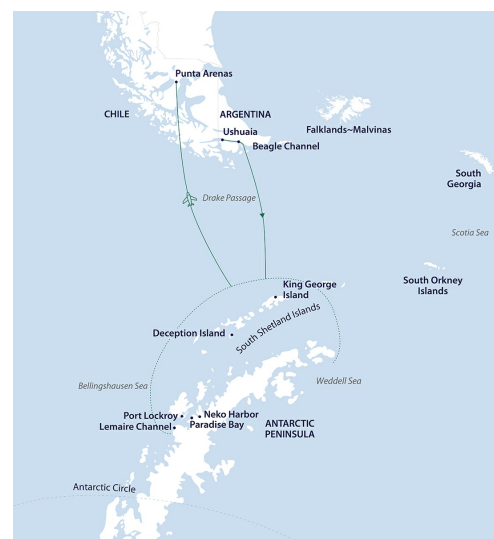 Punta Arenas
CHILE
ARGENTINA
Ushuaia
Beagle Channel
Falklands~Malvinas
South
Georgia
Drake Passage
Scotia Sea
King George
Island
South Orkney
Islands
South Shetland Islands
Deception Island
Weddell Sea
Bellingshausen Sea
Port Lockroy
Neko Harbor
Lemaire Channel
Paradise Bay
ANTARCTIC
PENINSULA
Antarctic Circle